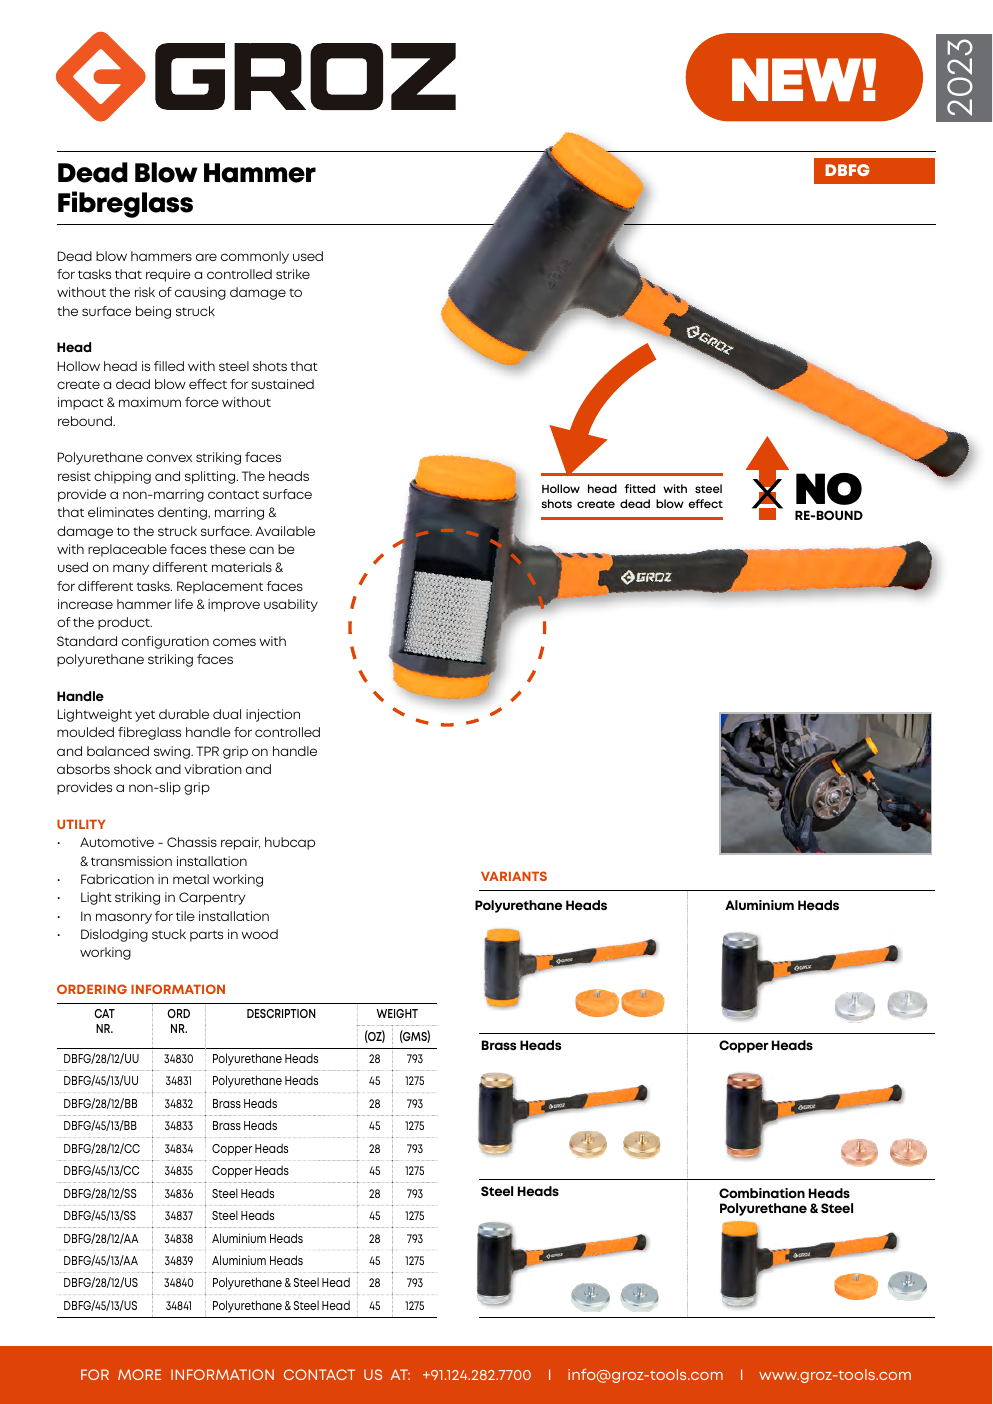 GROZ
NEW!
2023
Dead Blow Hammer
Fibreglass
DBFG
Dead blow hammers are commonly used
for tasks that require a controlled strike
without the risk of causing damage to
the surface being struck
Head
Hollow head is filled with steel shots that
create a dead blow effect for sustained
impact & maximum force without
rebound.
Polyurethane convex striking faces
resist chipping and splitting. The heads
provide a non-marring contact surface
that eliminates denting, marring &
damage to the struck surface. Available
with replaceable faces these can be
used on many different materials &
for different tasks. Replacement faces
increase hammer life & improve usability
of the product.
Standard configuration comes with
polyurethane striking faces
Handle
Lightweight yet durable dual injection
moulded fibreglass handle for controlled
and balanced swing. TPR grip on handle
absorbs shock and vibration and
provides a non-slip grip
UTILITY
• Automotive - Chassis repair, hubcap
& transmission installation
• Fabrication in metal working
• Light striking in Carpentry
• In masonry for tile installation
• Dislodging stuck parts in wood
working
GROZ
Hollow head fitted with steel
shots create dead blow effect
NO
RE-BOUND
GROZ
ORDERING INFORMATION
CAT NR. ORD NR. DESCRIPTION WEIGHT
(OZ) (GMS)
DBFG/28/12/UU 34830 Polyurethane Heads 28 793
DBFG/45/13/UU 34831 Polyurethane Heads 45 1275
DBFG/28/12/BB 34832 Brass Heads 28 793
DBFG/45/13/BB 34833 Brass Heads 45 1275
DBFG/28/12/CC 34834 Copper Heads 28 793
DBFG/45/13/CC 34835 Copper Heads 45 1275
DBFG/28/12/SS 34836 Steel Heads 28 793
DBFG/45/13/SS 34837 Steel Heads 45 1275
DBFG/28/12/AA 34838 Aluminium Heads 28 793
DBFG/45/13/AA 34839 Aluminium Heads 45 1275
DBFG/28/12/US 34840 Polyurethane & Steel Head 28 793
DBFG/45/13/US 34841 Polyurethane & Steel Head 45 1275
VARIANTS
Polyurethane Heads
GROZ
Aluminium Heads
GROZ
Brass Heads
GROZ
Copper Heads
GROZ
Steel Heads
GROZ
Combination Heads
Polyurethane & Steel
GROZ
FOR MORE INFORMATION CONTACT US AT: +91.124.282.7700 | info@groz-tools.com | www.groz-tools.com